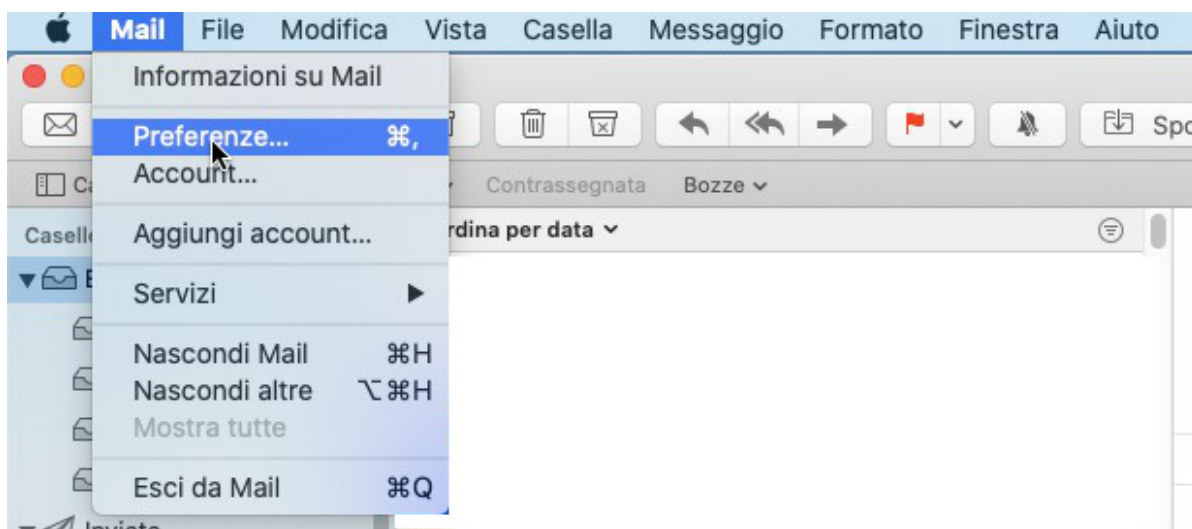 Mail File Modifica Vista Casella Messaggio Formato Finestra Aiuto
Informazioni su Mail
Preferenze... ⌘,
Account...
Aggiungi account...
Servizi ▶
Nascondi Mail ⌘H
Nascondi altre ⌥⌘H
Mostra tutte
Esci da Mail ⌘Q
Contrassegnata Bozze
rdina per data
Caselle